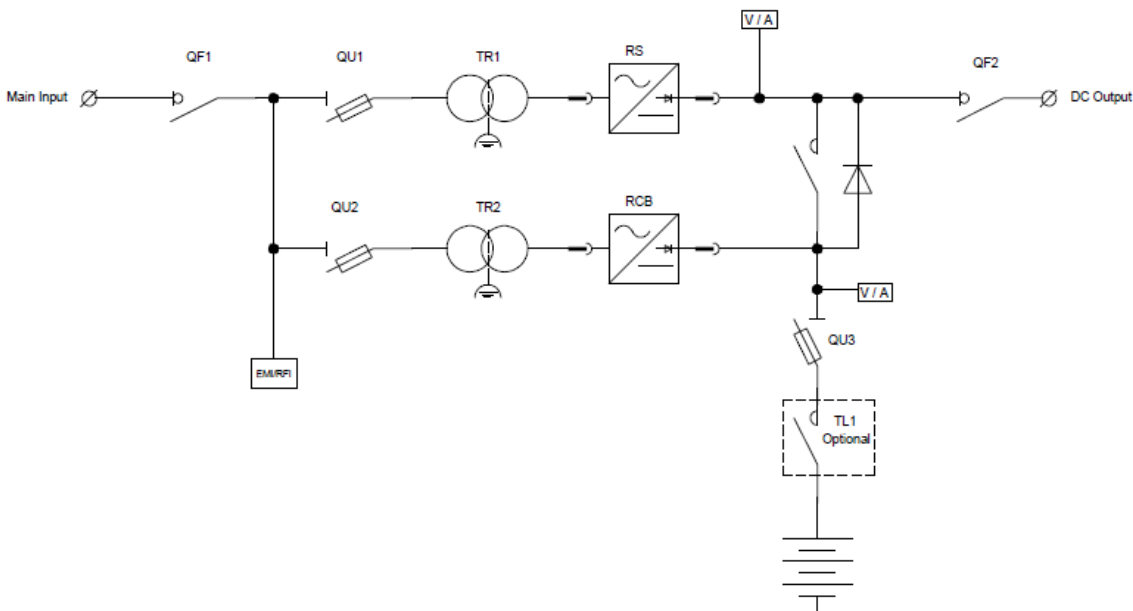 V / A
QF1
QU1
TR1
RS
QF2
Main Input
DC Output
QU2
TR2
RCB
V / A
QU3
EMI/RFI
TL1
Optional